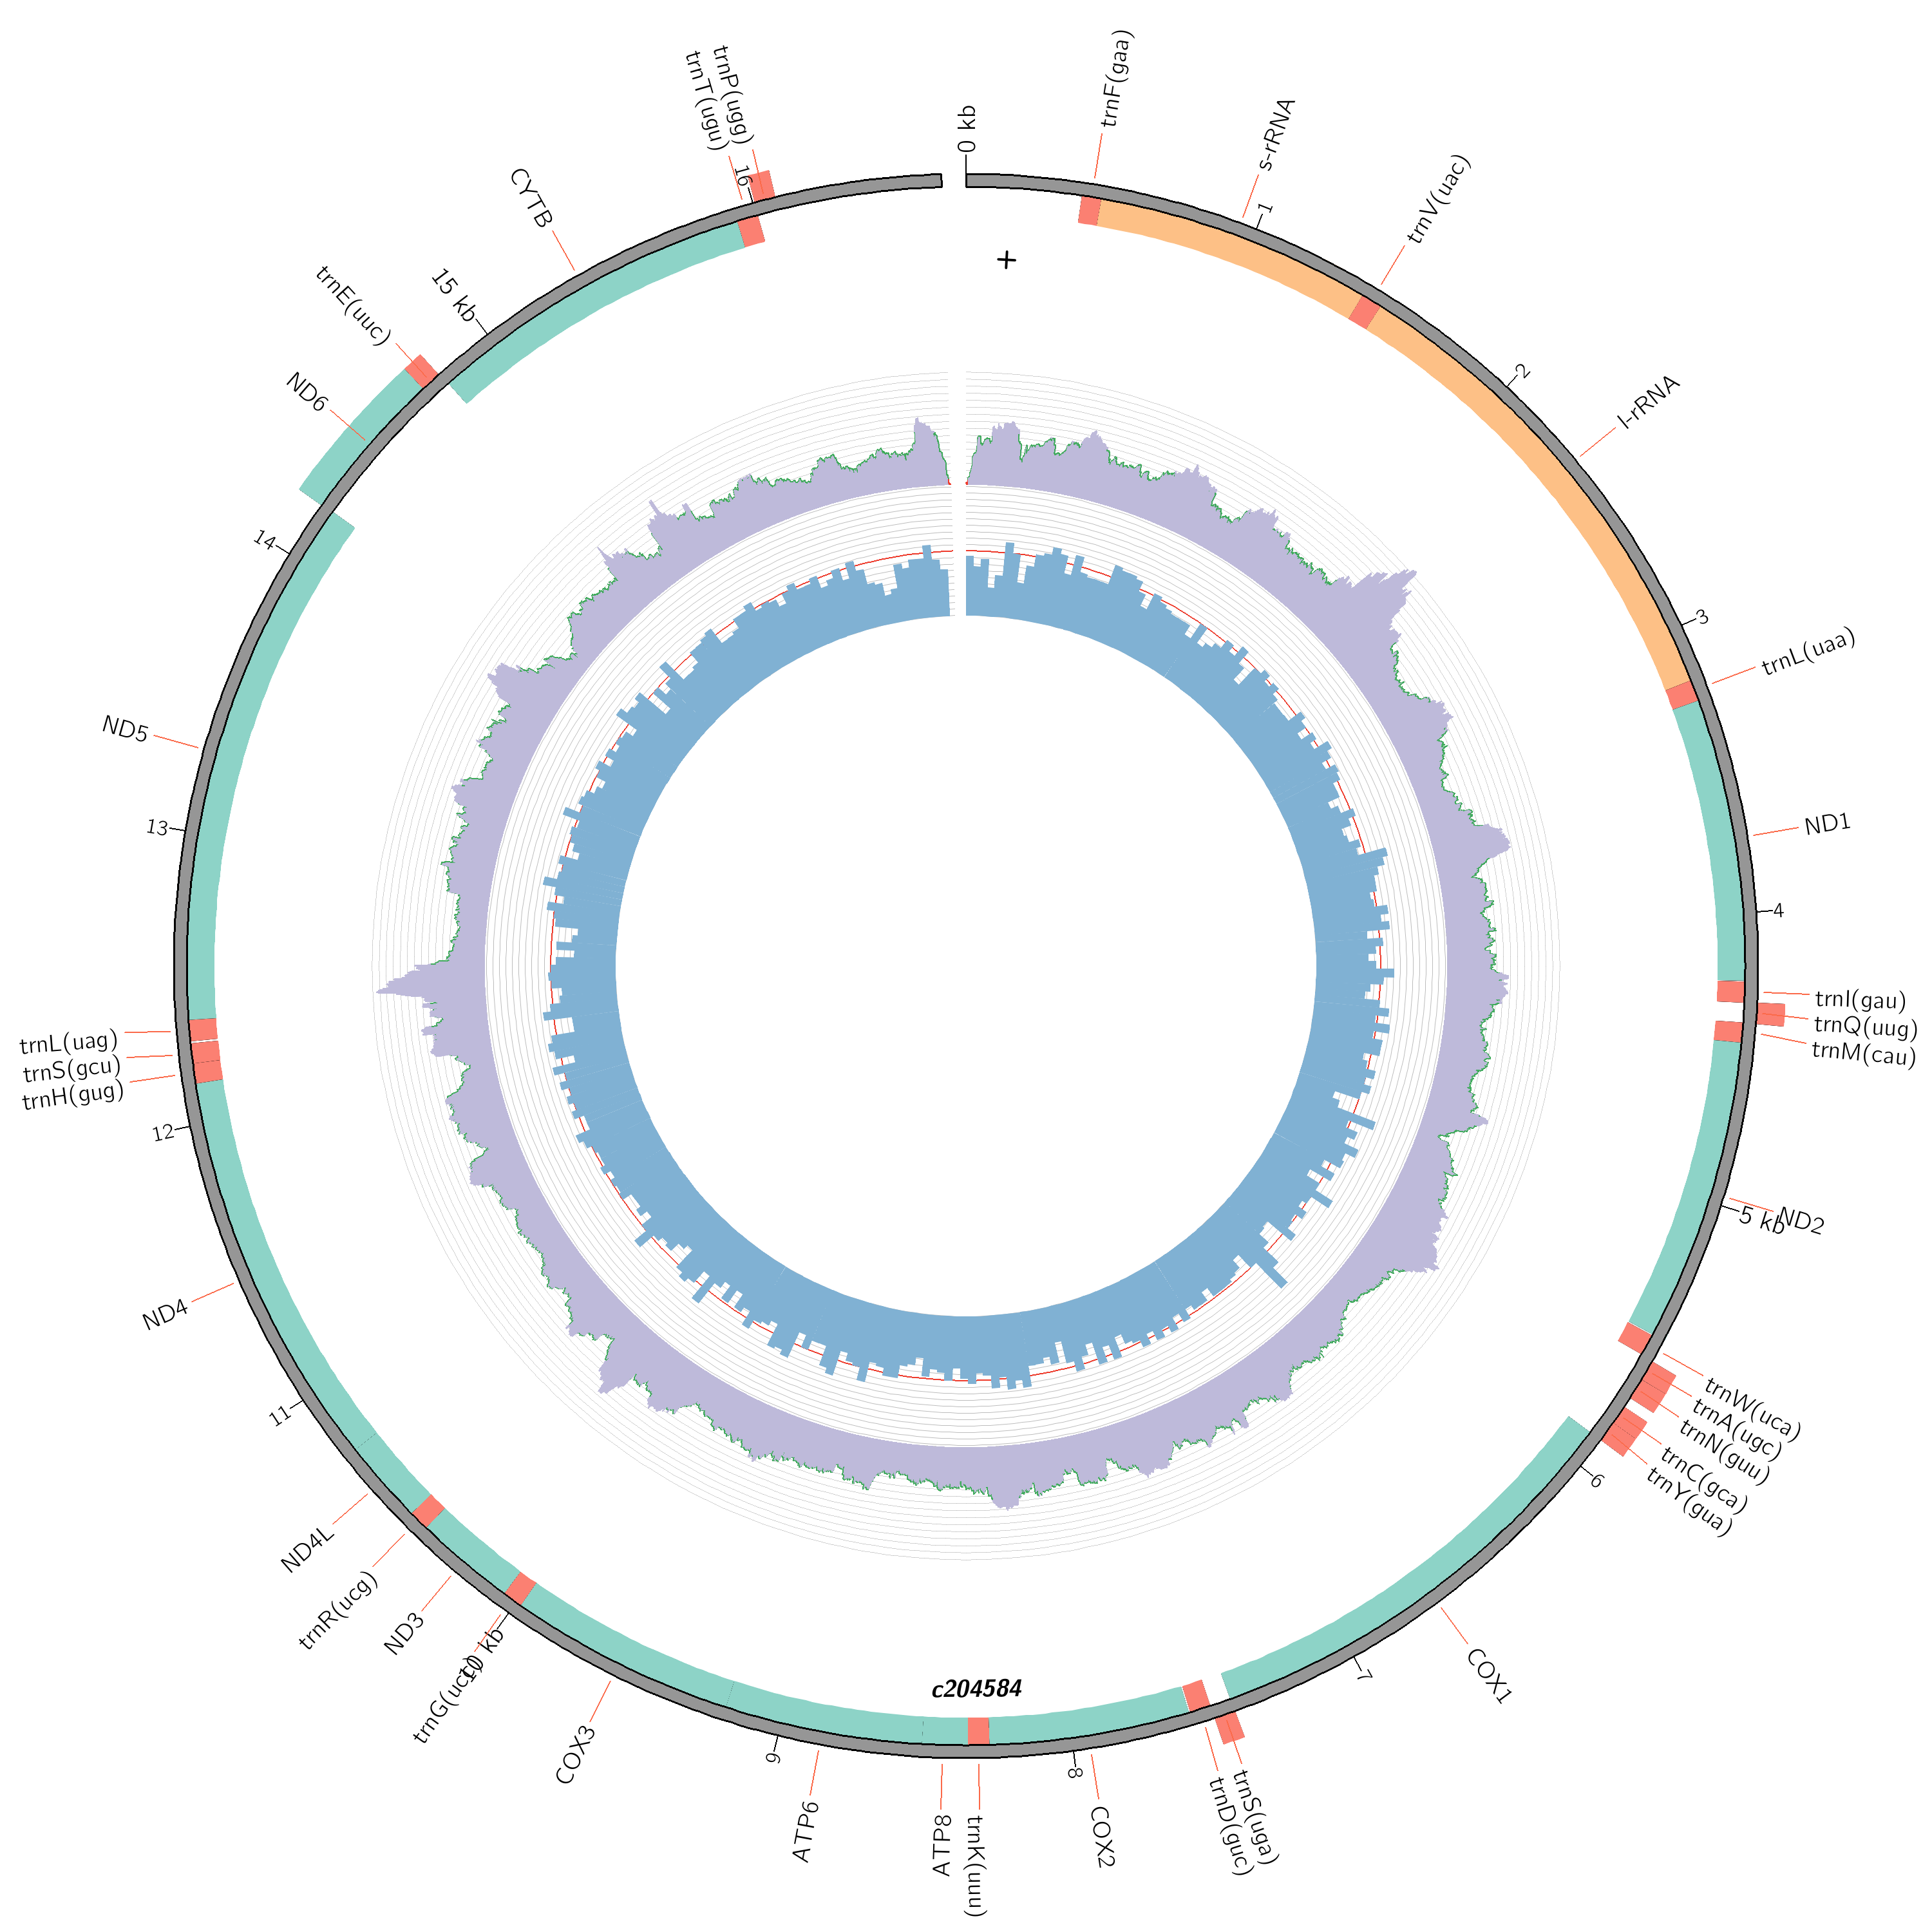 0 kb
trnF(gaa)
s-rRNA
1
trnV(uac)
2
l-rRNA
3
trnL(uaa)
ND1
4
trnI(gau)
trnQ(uug)
trnM(cau)
5 kb
ND2
trnW(uca)
trnA(ugc)
trnN(guu)
trnC(gca)
trnY(gua)
6
COX1
7
trnS(uga)
trnD(guc)
COX2
8
trnK(uuu)
ATP8
ATP6
9
COX3
10 kb
trnG(ucc)
ND3
trnR(ucg)
ND4L
11
ND4
12
trnH(gug)
trnS(gcu)
trnL(uag)
13
ND5
14
ND6
trnE(uuc)
15 kb
CYTB
16
trnT(ugu)
trnP(ugg)
+
c204584